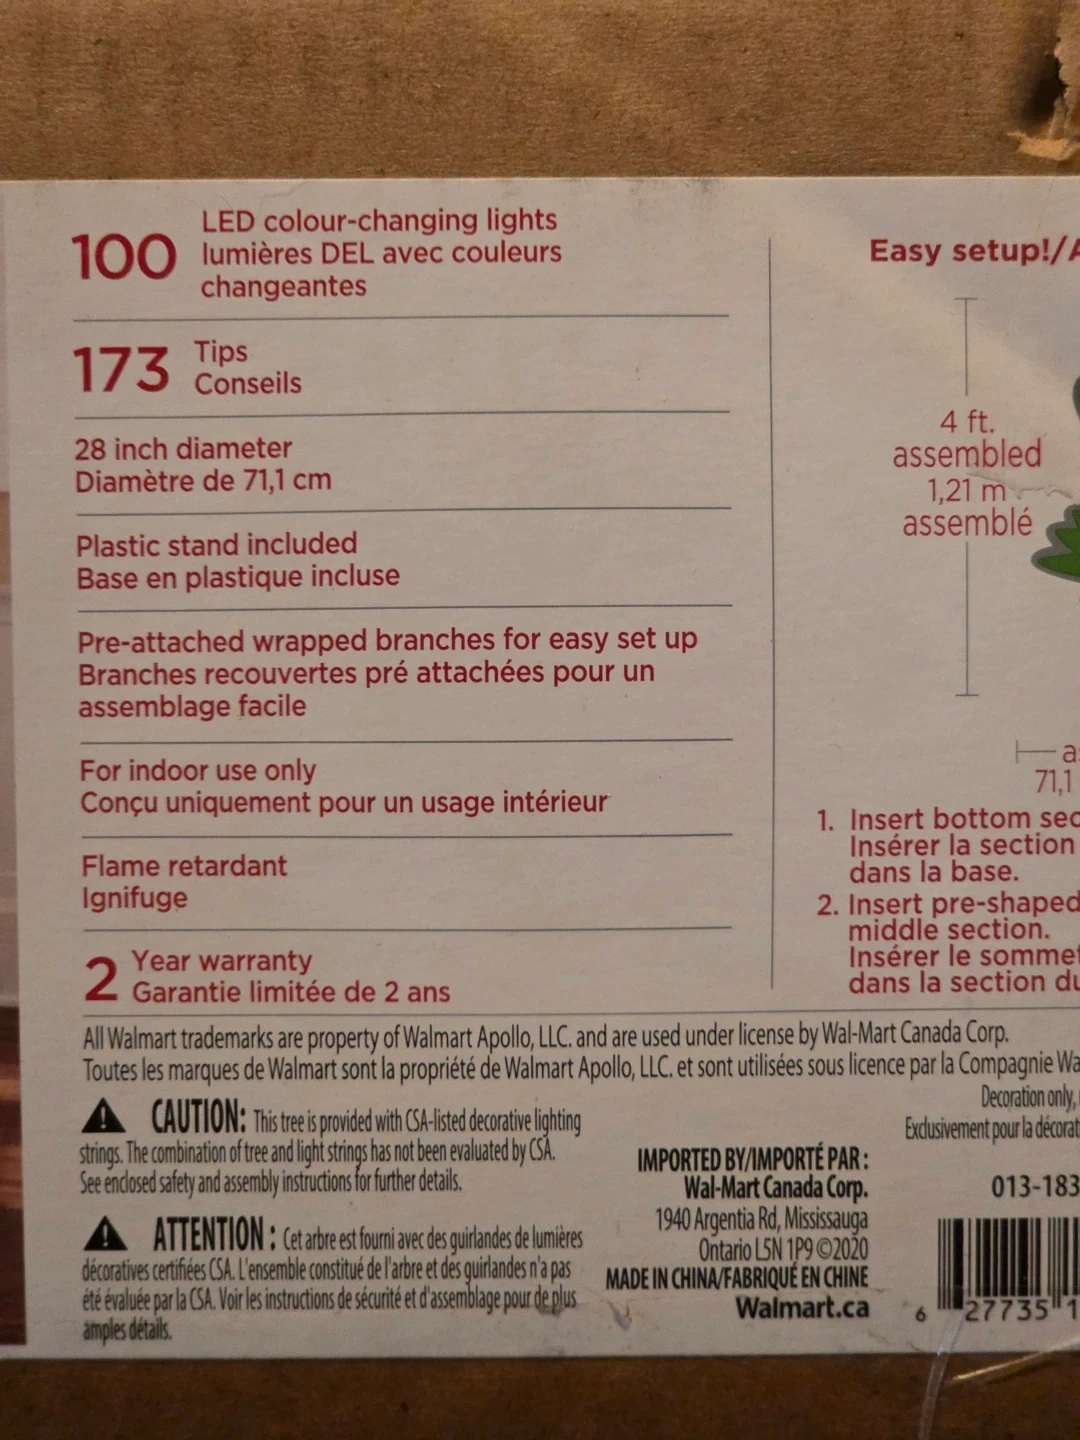 100 LED colour-changing lights
lumières DEL avec couleurs
changeantes
173 Tips
Conseils
28 inch diameter
Diamètre de 71,1 cm
Plastic stand included
Base en plastique incluse
Pre-attached wrapped branches for easy set up
Branches recouvertes pré attachées pour un
assemblage facile
For indoor use only
Conçu uniquement pour un usage intérieur
Flame retardant
Ignifuge
2 Year warranty
Garantie limitée de 2 ans
Easy setup!/
4 ft.
assembled
1,21 m
assemblé
71,1
1. Insert bottom
Insérer la section
dans la base.
2. Insert pre-shaped
middle section.
Insérer le
dans la section
All Walmart trademarks are property of Walmart Apollo, LLC. and are used under license by Wal-Mart Canada Corp.
Toutes les marques de Walmart sont la propriété de Walmart Apollo, LLC. et sont utilisées sous licence par la Compagnie
Decoration only,
Exclusivement pour la
CAUTION: This tree is provided with CSA-listed decorative lighting
strings. The combination of tree and light strings has not been evaluated by CSA.
See enclosed safety and assembly instructions for further details.
ATTENTION : Cet arbre est fourni avec des guirlandes de lumières
décoratives certifiées CSA. L'ensemble constitué de l'arbre et des guirlandes n'a pas
été évaluée par la CSA. Voir les instructions de sécurité et d'assemblage pour de plus
amples détails.
IMPORTED BY/IMPORTÉ PAR :
Wal-Mart Canada Corp.
1940 Argentia Rd, Mississauga
Ontario L5N 1P9 ©2020
MADE IN CHINA/FABRIQUÉ EN CHINE
Walmart.ca
013-183
6 27735 1